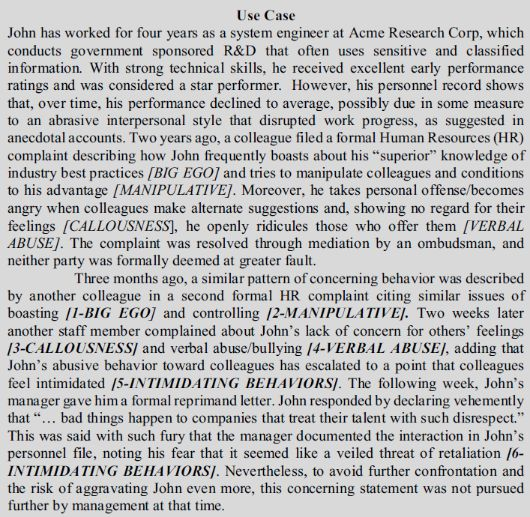 Use Case
John has worked for four years as a system engineer at Acme Research Corp, which
conducts government sponsored R&D that often uses sensitive and classified
information. With strong technical skills, he received excellent early performance
ratings and was considered a star performer. However, his personnel record shows
that, over time, his performance declined to average, possibly due in some measure
to an abrasive interpersonal style that disrupted work progress, as suggested in
anecdotal accounts. Two years ago, a colleague filed a formal Human Resources (HR)
complaint describing how John frequently boasts about his “superior” knowledge of
industry best practices [BIG EGO] and tries to manipulate colleagues and conditions
to his advantage [MANIPULATIVE]. Moreover, he takes personal offense/becomes
angry when colleagues make alternate suggestions and, showing no regard for their
feelings [CALLOUSNESS], he openly ridicules those who offer them [VERBAL
ABUSE]. The complaint was resolved through mediation by an ombudsman, and
neither party was formally deemed at greater fault.
Three months ago, a similar pattern of concerning behavior was described
by another colleague in a second formal HR complaint citing similar issues of
boasting [1-BIG EGO] and controlling [2-MANIPULATIVE]. Two weeks later
another staff member complained about John’s lack of concern for others’ feelings
[3-CALLOUSNESS] and verbal abuse/bullying [4-VERBAL ABUSE], adding that
John’s abusive behavior toward colleagues has escalated to a point that colleagues
feel intimidated [5-INTIMIDATING BEHAVIORS]. The following week, John’s
manager gave him a formal reprimand letter. John responded by declaring vehemently
that “… bad things happen to companies that treat their talent with such disrespect.”
This was said with such fury that the manager documented the interaction in John’s
personnel file, noting his fear that it seemed like a veiled threat of retaliation [6-
INTIMIDATING BEHAVIORS]. Nevertheless, to avoid further confrontation and
the risk of aggravating John even more, this concerning statement was not pursued
further by management at that time.